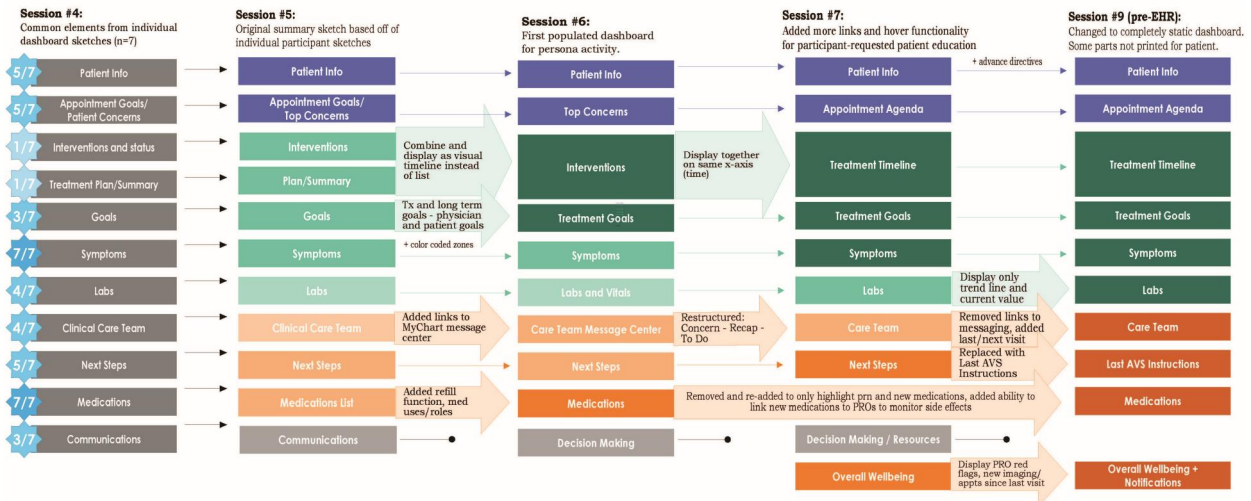 Session #4:
Common elements from individual
dashboard sketches (n=7)
Session #5:
Original summary sketch based off of
individual participant sketches
Session #6:
First populated dashboard
for persona activity.
Session #7:
Added more links and hover functionality
for participant-requested patient education
Session #9 (pre-EHR):
Changed to completely static dashboard.
Some parts not printed for patient.
5/7
Patient Info
Patient Info
Patient Info
Patient Info
+ advance directives
Patient Info
5/7
Appointment Goals/
Patient Concerns
Appointment Goals/
Top Concerns
Top Concerns
Appointment Agenda
Appointment Agenda
1/7
Interventions and status
Interventions
Combine and
display as visual
timeline instead
of list
Interventions
Display together
on same x-axis
(time)
Treatment Timeline
Treatment Timeline
1/7
Treatment Plan/Summary
Plan/Summary
3/7
Goals
Goals
Tx and long term
goals - physician
and patient goals
Treatment Goals
Treatment Goals
Treatment Goals
7/7
Symptoms
Symptoms
+ color coded zones
Symptoms
Symptoms
Symptoms
4/7
Labs
Labs
Labs and Vitals
Labs
Display only
trend line and
current value
Labs
4/7
Clinical Care Team
Clinical Care Team
Added links to
MyChart message
center
Care Team Message Center
Restructured:
Concern - Recap -
To Do
Care Team
Removed links to
messaging, added
last/next visit
Care Team
5/7
Next Steps
Next Steps
Next Steps
Next Steps
Replaced with
Last AVS
Instructions
Last AVS Instructions
7/7
Medications
Medications List
Added refill
function, med
uses/roles
Medications
Removed and re-added to only highlight prn and new medications, added ability to
link new medications to PROs to monitor side effects
Medications
3/7
Communications
Communications
Decision Making
Decision Making / Resources
Overall Wellbeing
Display PRO red
flags, new imaging/
appts since last visit
Overall Wellbeing +
Notifications